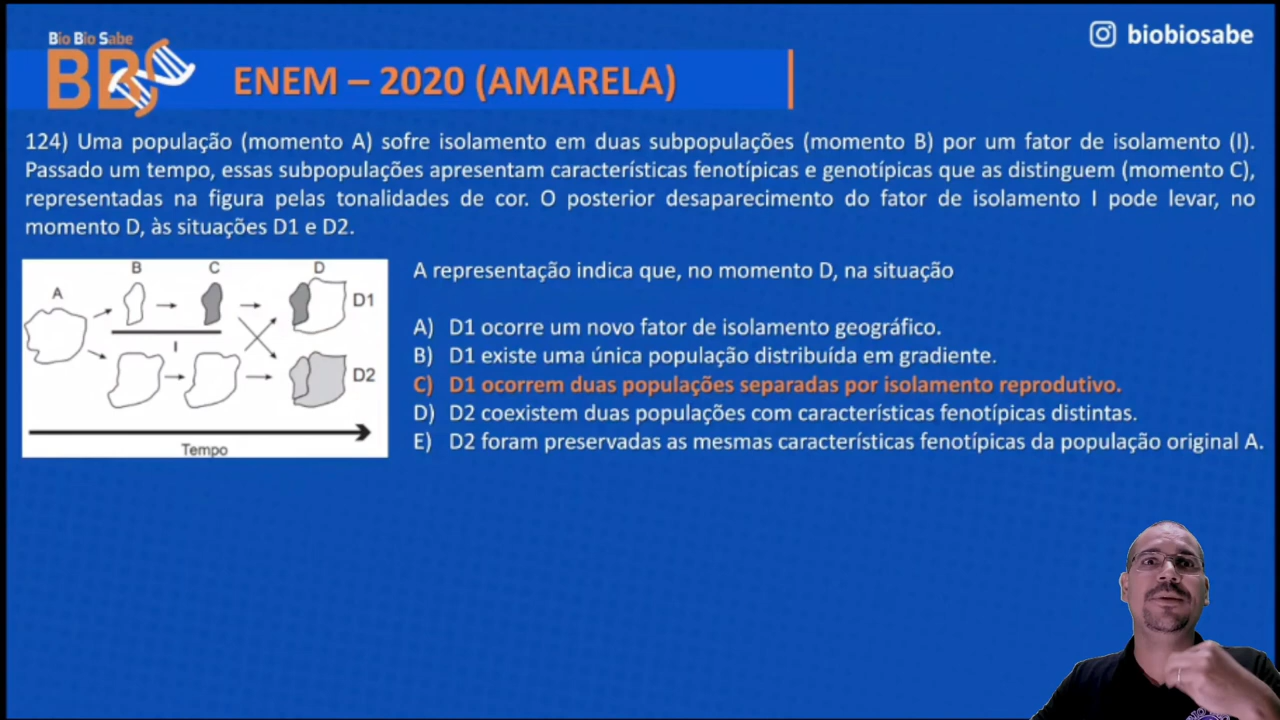 Bio Bio Sabe
BBS
biobiosabe
ENEM – 2020 (AMARELA)
124) Uma população (momento A) sofre isolamento em duas subpopulações (momento B) por um fator de isolamento (I).
Passado um tempo, essas subpopulações apresentam características fenotípicas e genotípicas que as distinguem (momento C),
representadas na figura pelas tonalidades de cor. O posterior desaparecimento do fator de isolamento I pode levar, no
momento D, às situações D1 e D2.
B C D
A
D1
I
D2
Tempo
A representação indica que, no momento D, na situação
A) D1 ocorre um novo fator de isolamento geográfico.
B) D1 existe uma única população distribuída em gradiente.
C) D1 ocorrem duas populações separadas por isolamento reprodutivo.
D) D2 coexistem duas populações com características fenotípicas distintas.
E) D2 foram preservadas as mesmas características fenotípicas da população original A.